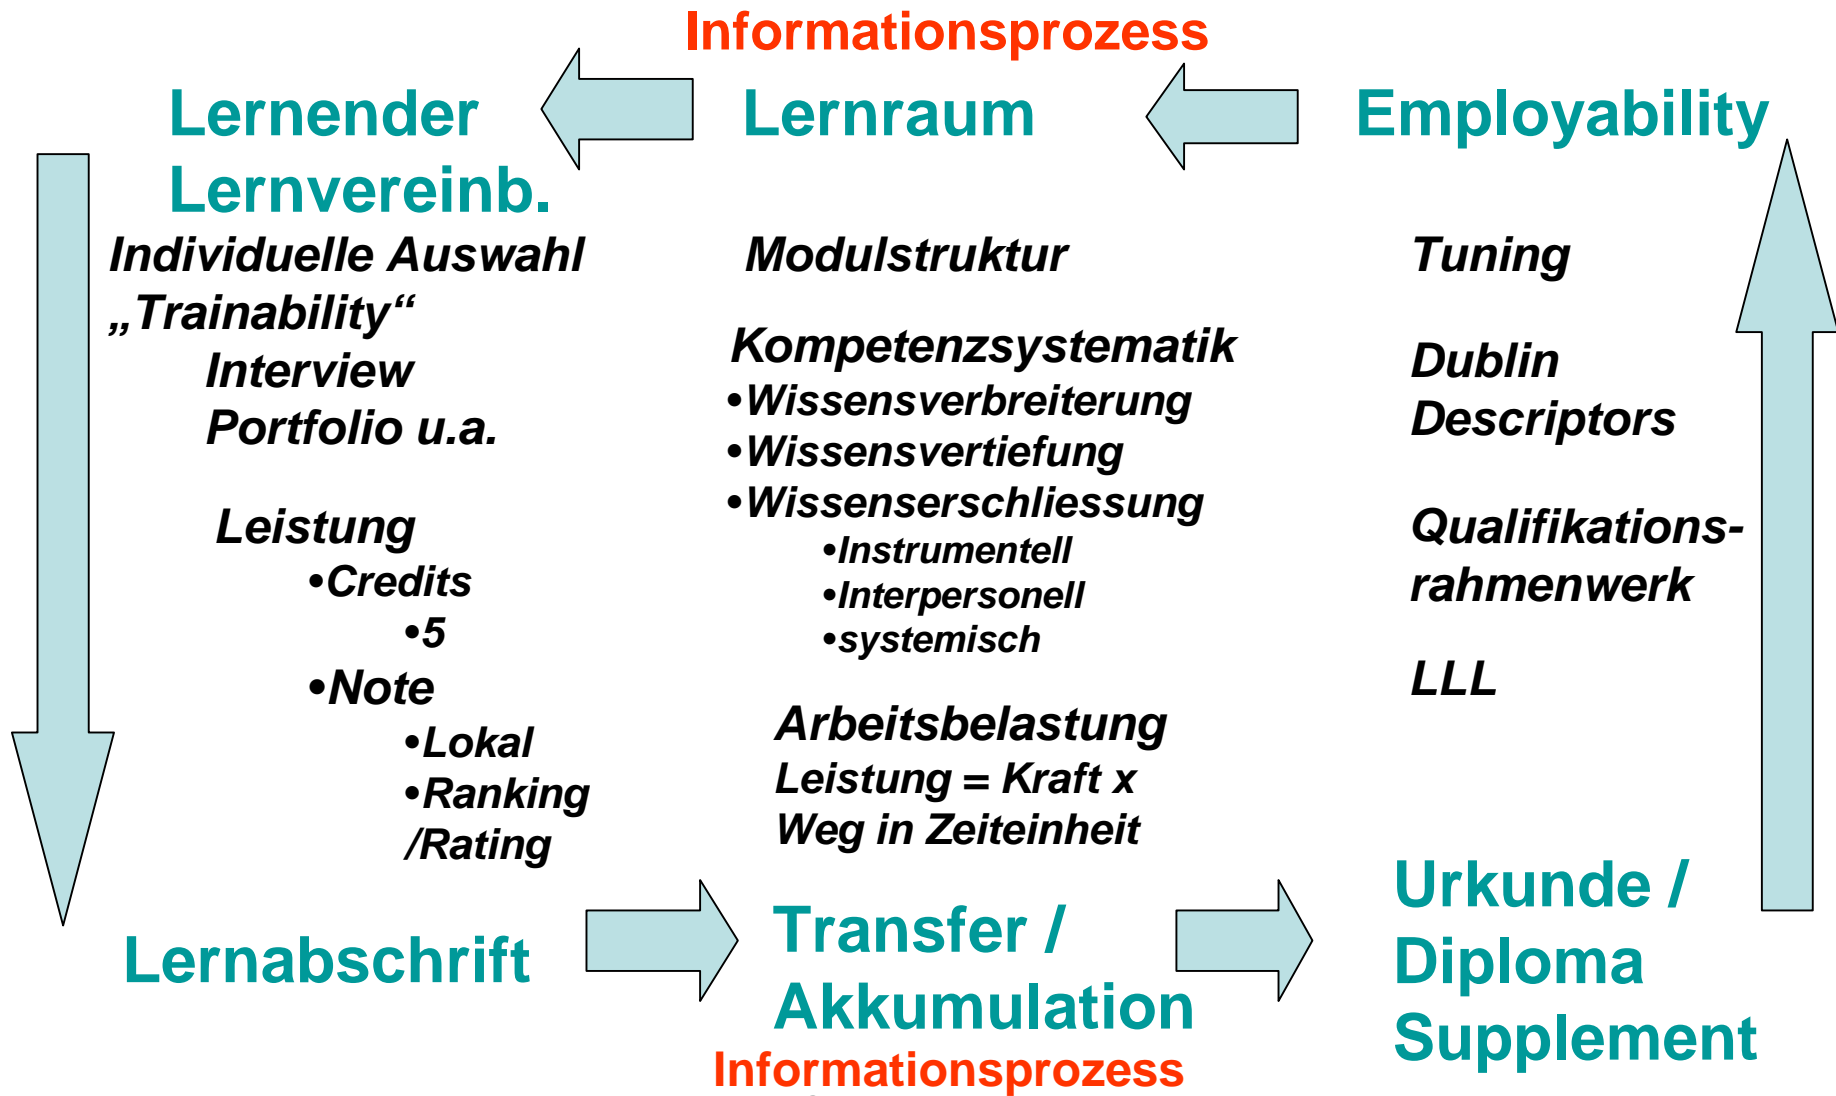 Informationsprozess
Lernender
Lernvereinb.
Individuelle Auswahl
„Trainability“
Interview
Portfolio u.a.
Leistung
•Credits
•5
•Note
•Lokal
•Ranking
/Rating
Lernraum
Modulstruktur
Kompetenzsystematik
•Wissensverbreiterung
•Wissensvertiefung
•Wissenserschliessung
•Instrumentell
•Interpersonell
•systemisch
Arbeitsbelastung
Leistung = Kraft x
Weg in Zeiteinheit
Employability
Tuning
Dublin
Descriptors
Qualifikations-
rahmenwerk
LLL
Lernabschrift
Transfer /
Akkumulation
Urkunde /
Diploma
Supplement
Informationsprozess